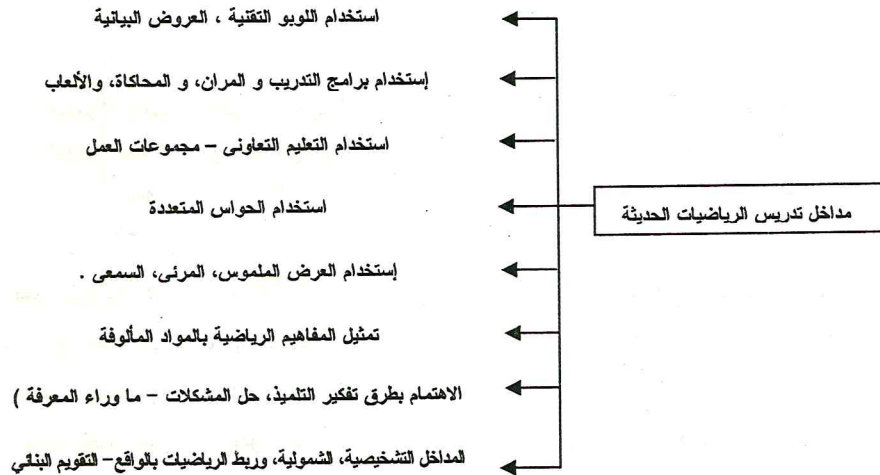 استخدام اللوبو التقنية ، العروض البيانية
إستخدام برامج التدريب و المران، و المحاكاة، والألعاب
استخدام التعليم التعاونى – مجموعات العمل
استخدام الحواس المتعددة
مداخل تدريس الرياضيات الحديثة
إستخدام العرض الملموس، المرئى، السمعى .
تمثيل المفاهيم الرياضية بالمواد المألوفة
الاهتمام بطرق تفكير التلميذ، حل المشكلات – ما وراء المعرفة )
المداخل التشخيصية، الشمولية، وربط الرياضيات بالواقع– التقويم البنائي